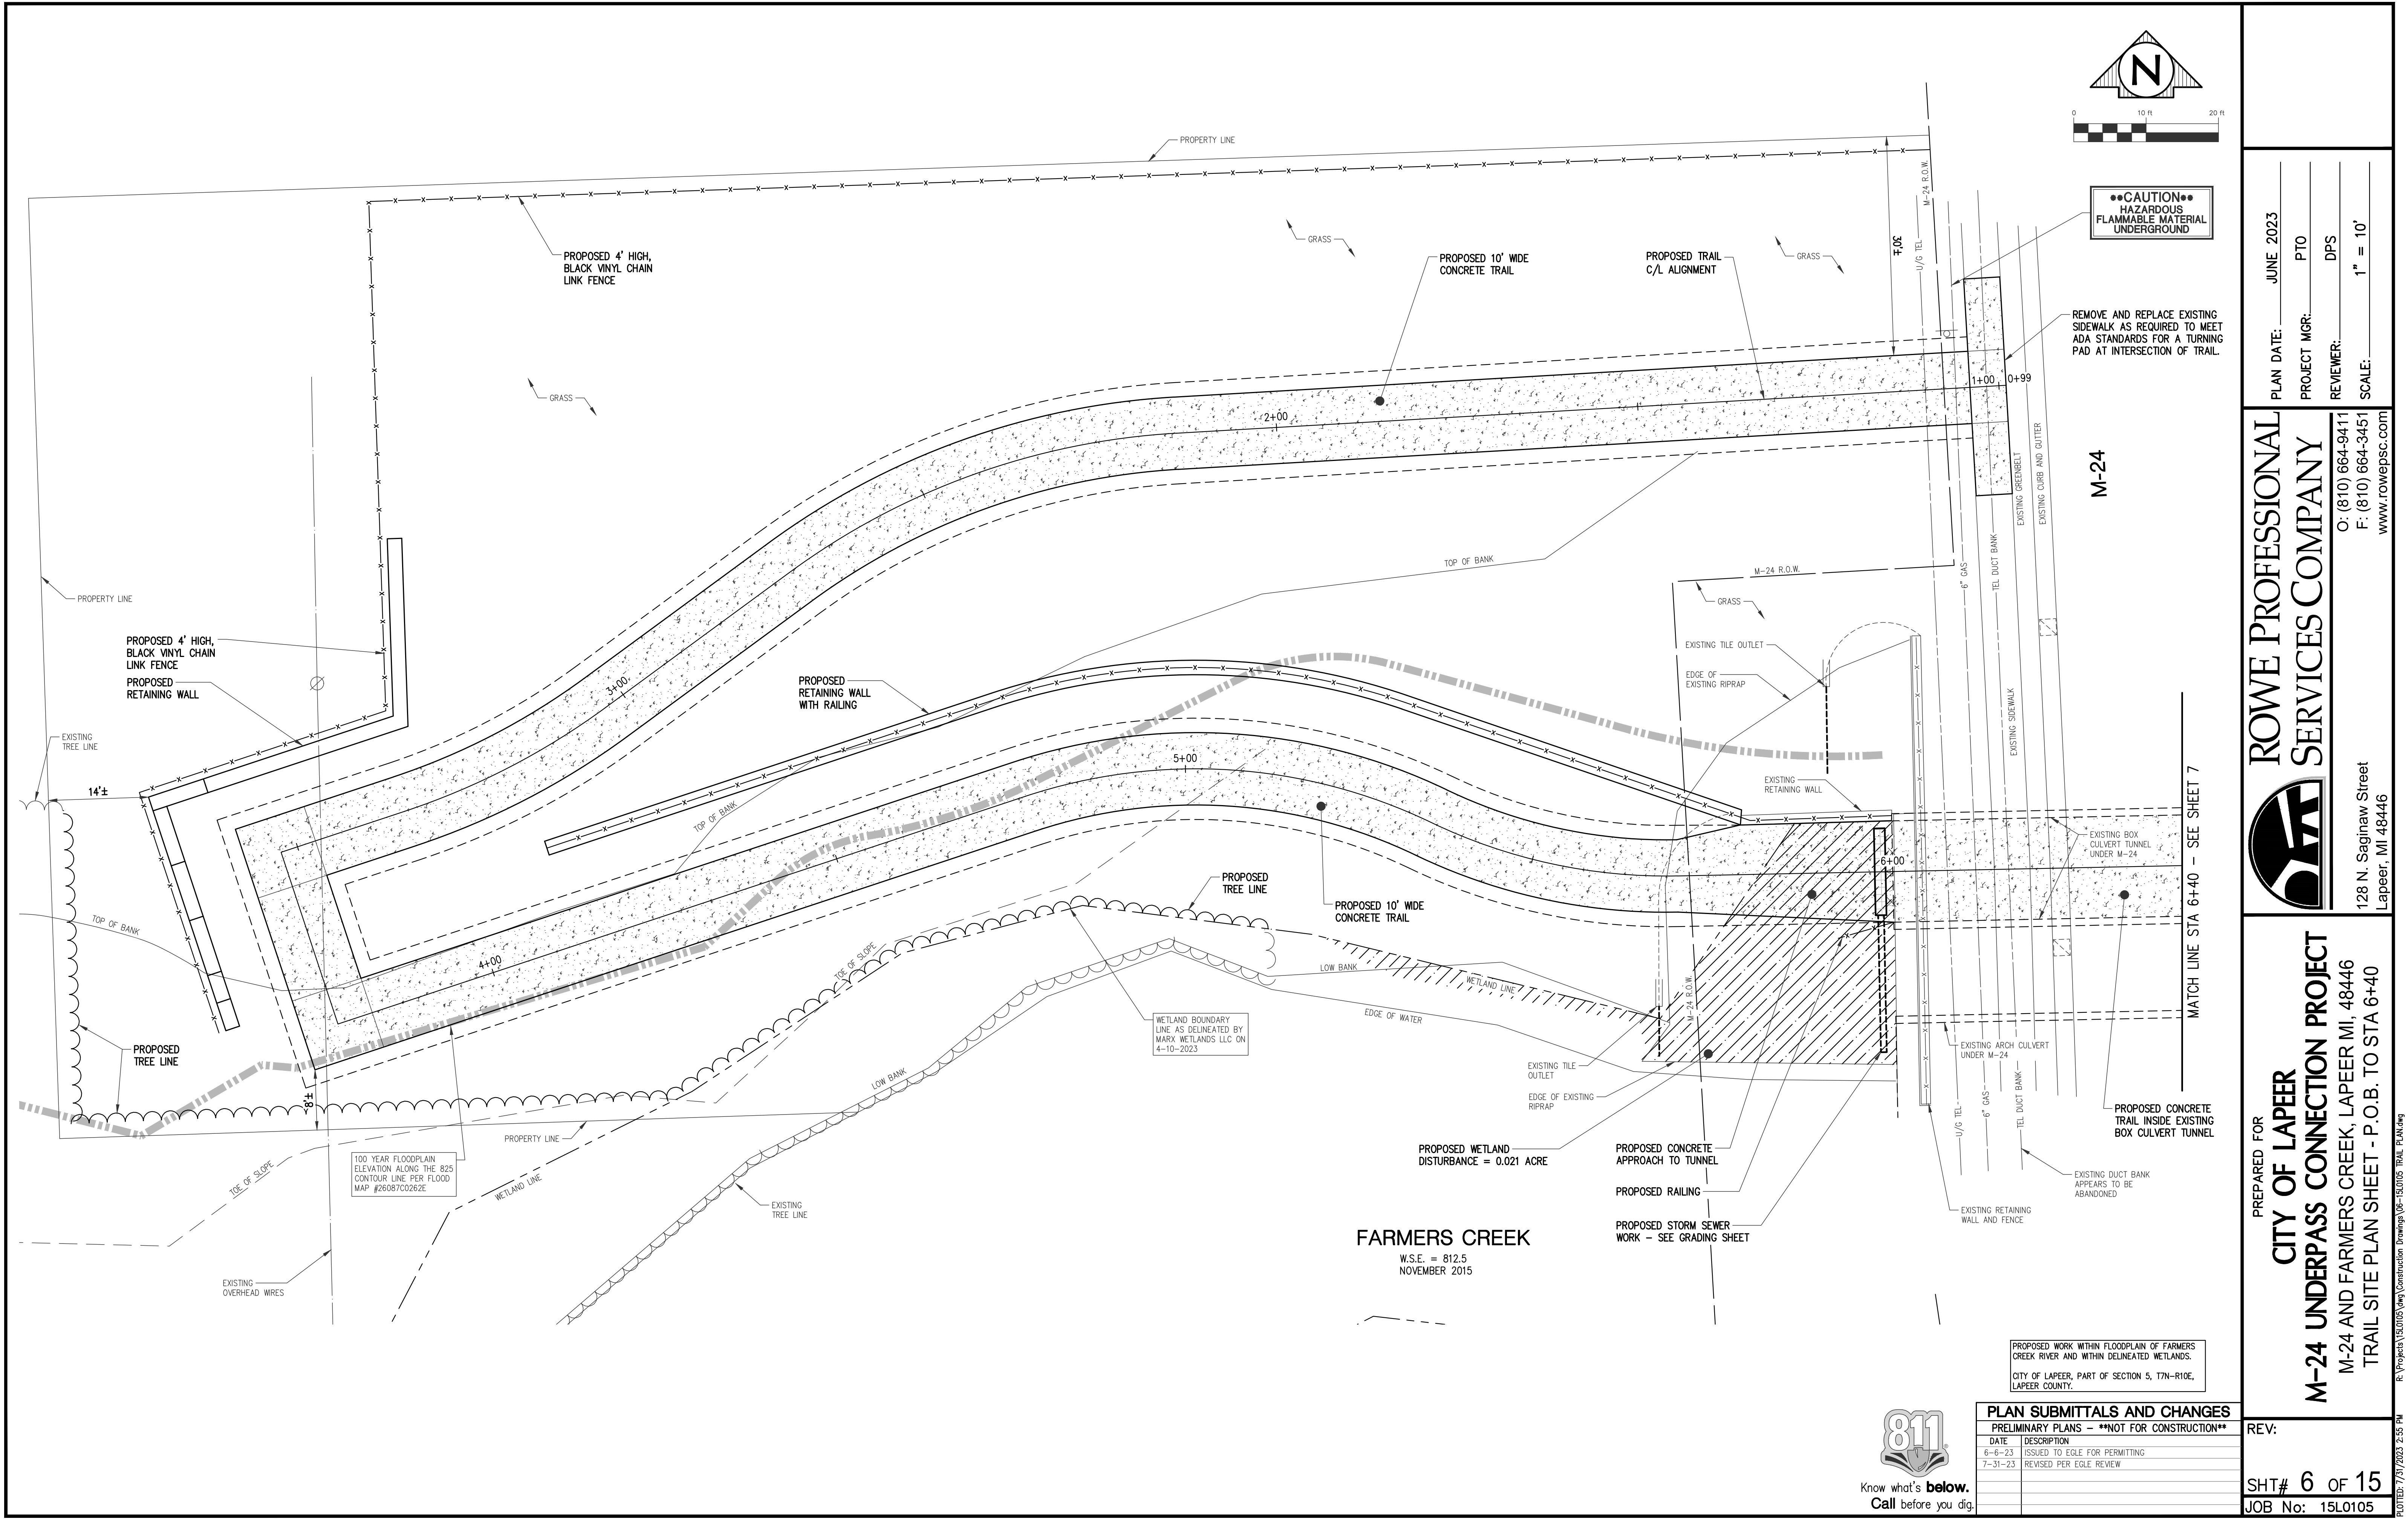 N
0
10 ft
20 ft
PROPERTY LINE
M-24 R.O.W.
●●CAUTION●●
HAZARDOUS
FLAMMABLE MATERIAL
UNDERGROUND
PROPOSED 4' HIGH,
BLACK VINYL CHAIN
LINK FENCE
GRASS
PROPOSED 10' WIDE
CONCRETE TRAIL
PROPOSED TRAIL
C/L ALIGNMENT
GRASS
30'±
U/G TEL
REMOVE AND REPLACE EXISTING
SIDEWALK AS REQUIRED TO MEET
ADA STANDARDS FOR A TURNING
PAD AT INTERSECTION OF TRAIL.
1+00
0+99
GRASS
2+00
M-24
EXISTING GREENBELT
EXISTING CURB AND GUTTER
TOP OF BANK
M-24 R.O.W.
6" GAS
TEL DUCT BANK
GRASS
PROPERTY LINE
PROPOSED 4' HIGH,
BLACK VINYL CHAIN
LINK FENCE
PROPOSED
RETAINING WALL
3+00
PROPOSED
RETAINING WALL
WITH RAILING
EXISTING TILE OUTLET
EDGE OF
EXISTING RIPRAP
EXISTING SIDEWALK
EXISTING
TREE LINE
14'±
5+00
TOP OF BANK
EXISTING
RETAINING WALL
6+00
EXISTING BOX
CULVERT TUNNEL
UNDER M-24
MATCH LINE STA 6+40 - SEE SHEET 7
PROPOSED
TREE LINE
PROPOSED 10' WIDE
CONCRETE TRAIL
TOP OF BANK
4+00
TOE OF SLOPE
LOW BANK
WETLAND LINE
M-24 R.O.W.
EDGE OF WATER
WETLAND BOUNDARY
LINE AS DELINEATED BY
MARX WETLANDS LLC ON
4-10-2023
PROPOSED
TREE LINE
8'±
LOW BANK
EXISTING TILE
OUTLET
EDGE OF EXISTING
RIPRAP
EXISTING ARCH CULVERT
UNDER M-24
U/G TEL
6" GAS
TEL DUCT BANK
PROPOSED CONCRETE
TRAIL INSIDE EXISTING
BOX CULVERT TUNNEL
PROPERTY LINE
100 YEAR FLOODPLAIN
ELEVATION ALONG THE 825
CONTOUR LINE PER FLOOD
MAP #26087C0262E
TOE OF SLOPE
WETLAND LINE
EXISTING
TREE LINE
PROPOSED WETLAND
DISTURBANCE = 0.021 ACRE
PROPOSED CONCRETE
APPROACH TO TUNNEL
PROPOSED RAILING
PROPOSED STORM SEWER
WORK - SEE GRADING SHEET
EXISTING DUCT BANK
APPEARS TO BE
ABANDONED
EXISTING RETAINING
WALL AND FENCE
FARMERS CREEK
W.S.E. = 812.5
NOVEMBER 2015
EXISTING
OVERHEAD WIRES
PROPOSED WORK WITHIN FLOODPLAIN OF FARMERS
CREEK RIVER AND WITHIN DELINEATED WETLANDS.
CITY OF LAPEER, PART OF SECTION 5, T7N-R10E,
LAPEER COUNTY.
811
Know what's below.
Call before you dig.
PLAN SUBMITTALS AND CHANGES
PRELIMINARY PLANS - **NOT FOR CONSTRUCTION**
DATE DESCRIPTION
6-6-23 ISSUED TO EGLE FOR PERMITTING
7-31-23 REVISED PER EGLE REVIEW
PLAN DATE: JUNE 2023
PROJECT MGR: PTO
REVIEWER: DPS
SCALE: 1" = 10'
ROWE PROFESSIONAL
SERVICES COMPANY
128 N. Saginaw Street
Lapeer, MI 48446
O: (810) 664-9411
F: (810) 664-3451
www.rowepsc.com
PREPARED FOR
CITY OF LAPEER
M-24 UNDERPASS CONNECTION PROJECT
M-24 AND FARMERS CREEK, LAPEER MI, 48446
TRAIL SITE PLAN SHEET - P.O.B. TO STA 6+40
REV:
SHT# 6 OF 15
JOB No: 15L0105
PLOTTED: 7/31/2023 2:55 PM
R:\Projects\15L0105\dwg\Construction Drawings\06-15L0105 TRAIL PLAN.dwg